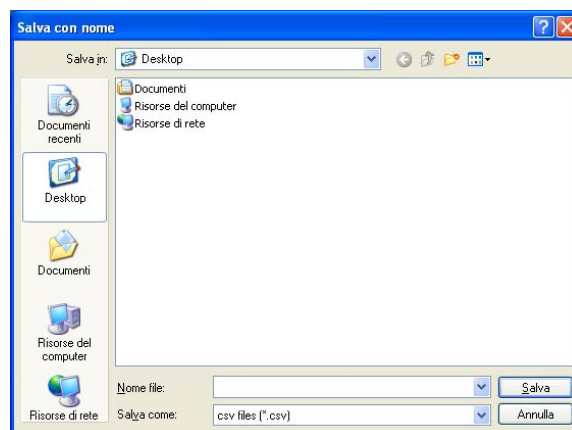 Salva con nome
Salva in:
Desktop
Documenti recenti
Desktop
Documenti
Risorse del computer
Risorse di rete
Documenti
Risorse del computer
Risorse di rete
Nome file:
Salva
Salva come:
csv files (*.csv)
Annulla